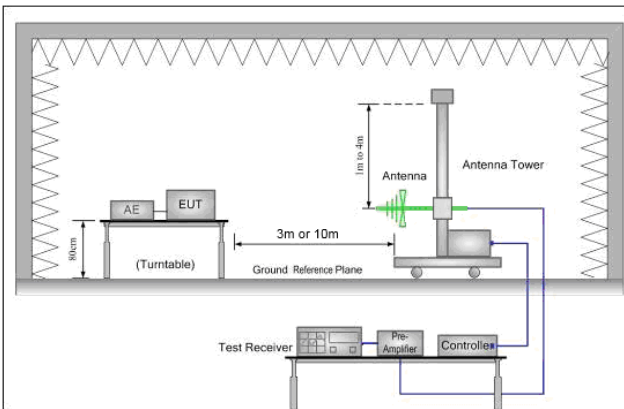 1m to 4m
Antenna
Antenna Tower
AE
EUT
80cm
(Turntable)
3m or 10m
Ground Reference Plane
Test Receiver
Pre-
Amplifier
Controller